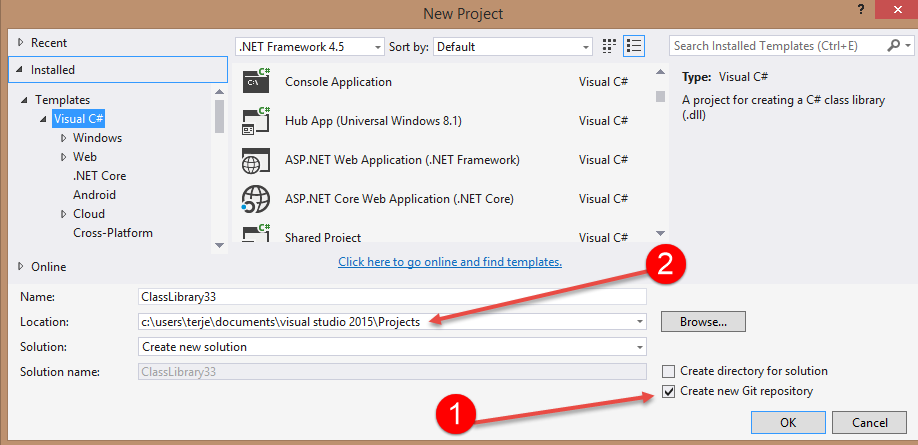 New Project
?
Recent
.NET Framework 4.5
Sort by:
Default
Search Installed Templates (Ctrl+E)
Installed
Templates
Visual C#
Windows
Web
.NET Core
Android
Cloud
Cross-Platform
Online
C#
Console Application
Visual C#
C#
Hub App (Universal Windows 8.1)
Visual C#
ASP.NET Web Application (.NET Framework)
Visual C#
ASP.NET Core Web Application (.NET Core)
Visual C#
C#
Shared Project
Visual C#
Click here to go online and find templates.
Type: Visual C#
A project for creating a C# class library
(.dll)
2
Name:
ClassLibrary33
Location:
c:\users\terje\documents\visual studio 2015\Projects
Browse...
Solution:
Create new solution
Solution name:
ClassLibrary33
Create directory for solution
1
Create new Git repository
OK
Cancel